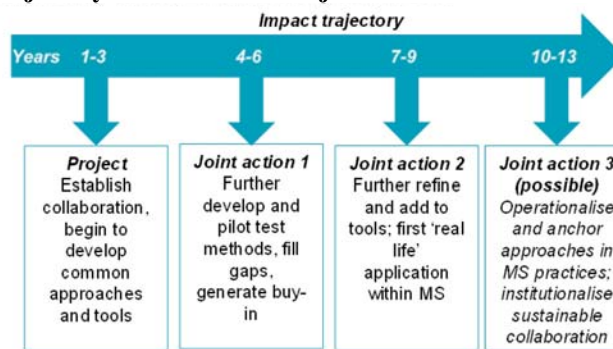 Impact trajectory
Years 1-3 4-6 7-9 10-13
Project
Establish
collaboration,
begin to
develop
common
approaches
and tools
Joint action 1
Further
develop and
pilot test
methods, fill
gaps,
generate buy-
in
Joint action 2
Further refine
and add to
tools; first ‘real
life’
application
within MS
Joint action 3
(possible)
Operationalise
and anchor
approaches in
MS practices;
institutionalise
sustainable
collaboration